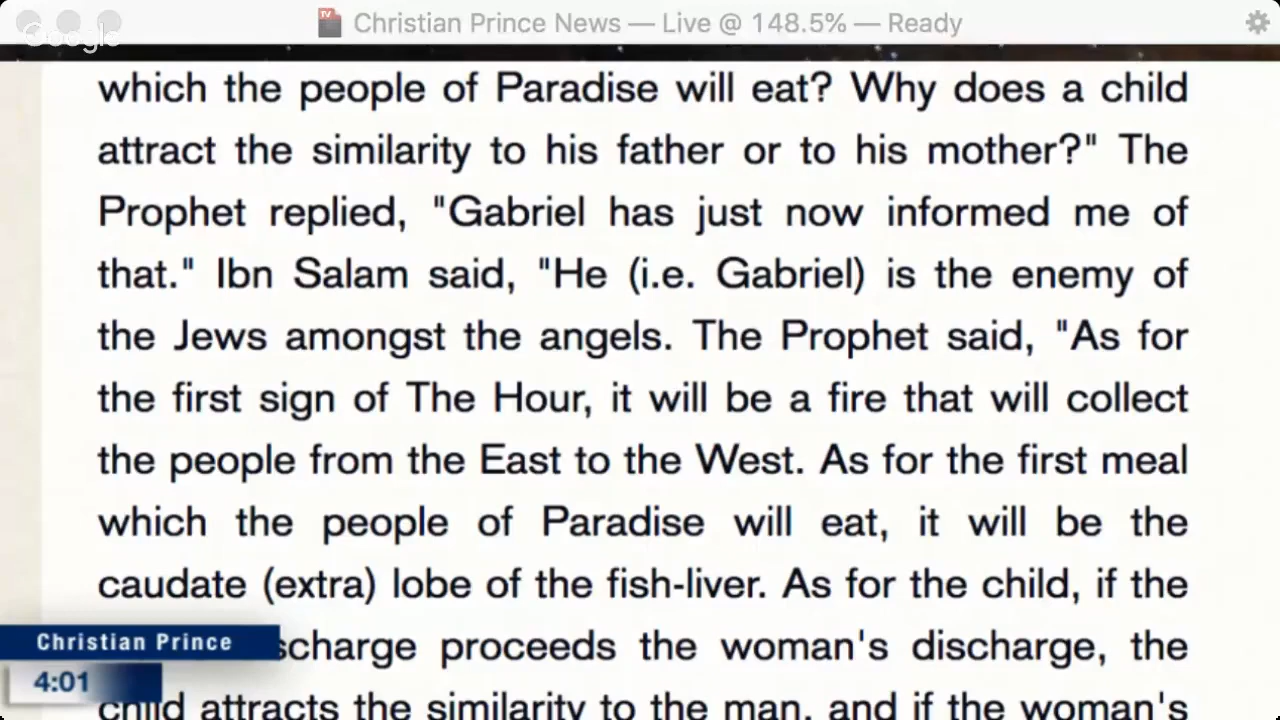 Christian Prince News — Live @ 148.5% — Ready
Google
which the people of Paradise will eat? Why does a child
attract the similarity to his father or to his mother?" The
Prophet replied, "Gabriel has just now informed me of
that." Ibn Salam said, "He (i.e. Gabriel) is the enemy of
the Jews amongst the angels. The Prophet said, "As for
the first sign of The Hour, it will be a fire that will collect
the people from the East to the West. As for the first meal
which the people of Paradise will eat, it will be the
caudate (extra) lobe of the fish-liver. As for the child, if the
scharge proceeds the woman's discharge, the
child attracts the similarity to the man, and if the woman's
Christian Prince
4:01